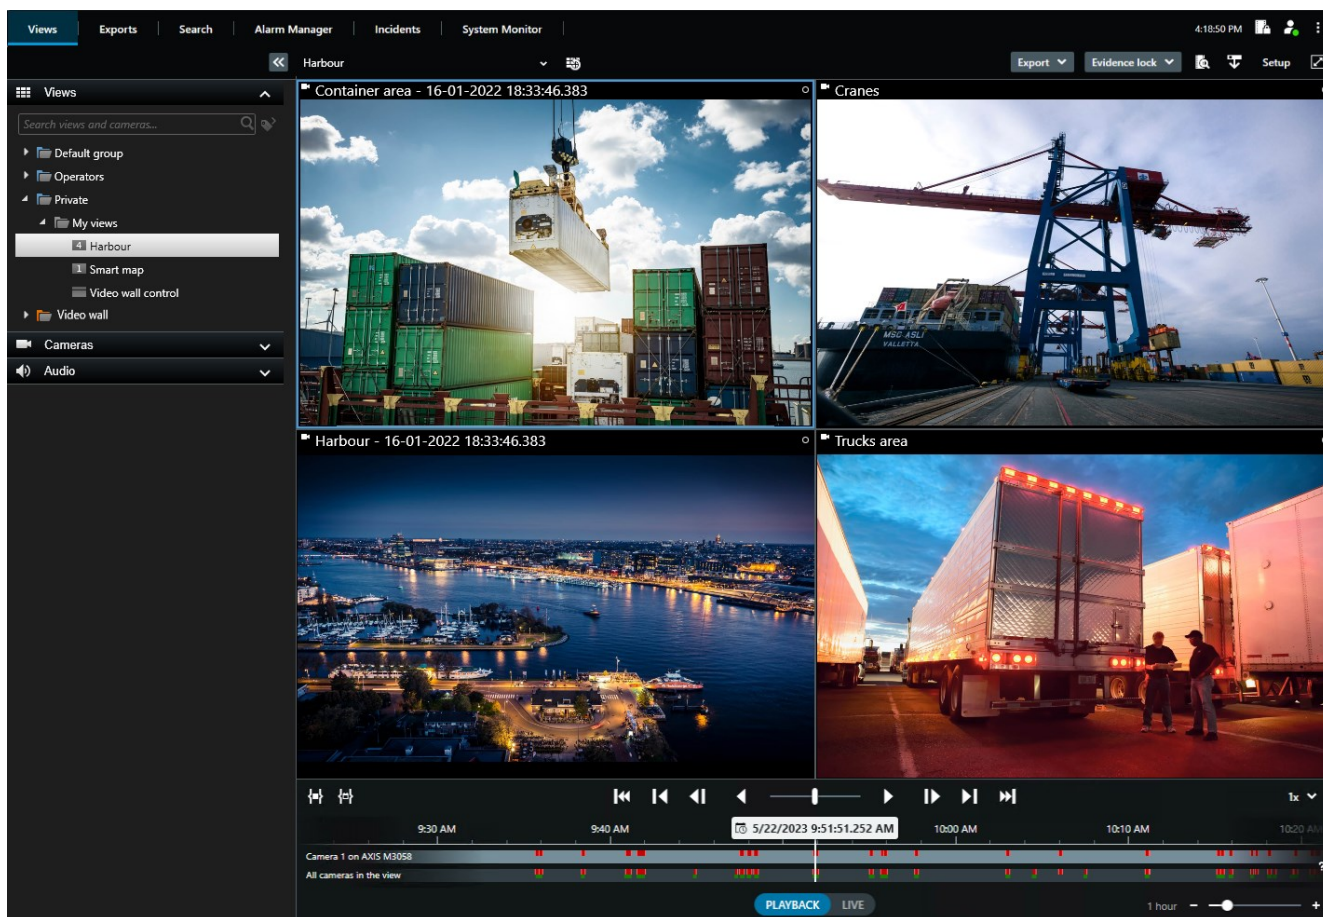 Views Exports Search Alarm Manager Incidents System Monitor 4:18:50 PM
Harbour Export Evidence lock Setup
Views
Search views and cameras...
Default group
Operators
Private
My views
4 Harbour
1 Smart map
Video wall control
Video wall
Cameras
Audio
Container area - 16-01-2022 18:33:46.383
Cranes
MSC ASLI
VALLETTA
Harbour - 16-01-2022 18:33:46.383
Trucks area
1x
9:30 AM 9:40 AM 5/22/2023 9:51:51.252 AM 10:00 AM 10:10 AM 10:20 AM
Camera 1 on AXIS M3058
All cameras in the view
?
PLAYBACK LIVE
1 hour - +